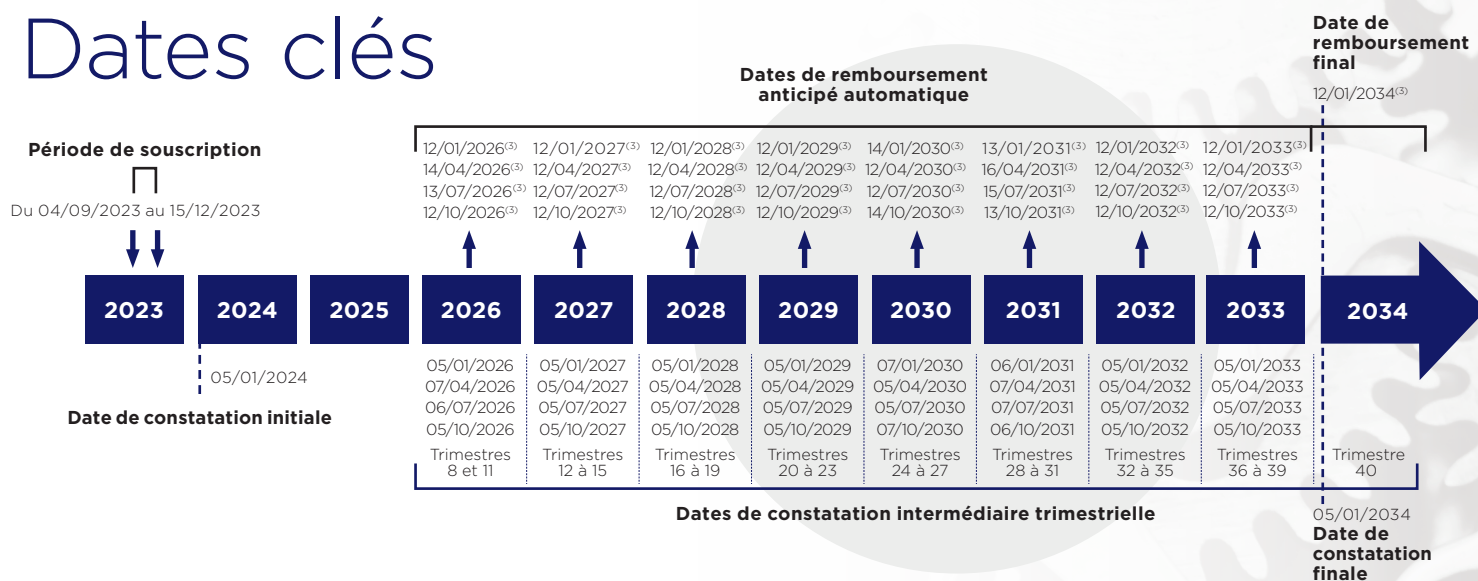 Dates clés
Date de
remboursement
final
12/01/2034(3)
Dates de remboursement
anticipé automatique
Période de souscription
Du 04/09/2023 au 15/12/2023
12/01/2026(3) 12/01/2027(3) 12/01/2028(3) 12/01/2029(3) 14/01/2030(3) 13/01/2031(3) 12/01/2032(3) 12/01/2033(3)
14/04/2026(3) 12/04/2027(3) 12/04/2028(3) 12/04/2029(3) 12/04/2030(3) 16/04/2031(3) 12/04/2032(3) 12/04/2033(3)
13/07/2026(3) 12/07/2027(3) 12/07/2028(3) 12/07/2029(3) 12/07/2030(3) 15/07/2031(3) 12/07/2032(3) 12/07/2033(3)
12/10/2026(3) 12/10/2027(3) 12/10/2028(3) 12/10/2029(3) 14/10/2030(3) 13/10/2031(3) 12/10/2032(3) 12/10/2033(3)
2023 2024 2025 2026 2027 2028 2029 2030 2031 2032 2033 2034
05/01/2024
Date de constatation initiale
05/01/2026 05/01/2027 05/01/2028 05/01/2029 07/01/2030 06/01/2031 05/01/2032 05/01/2033
07/04/2026 05/04/2027 05/04/2028 05/04/2029 05/04/2030 07/04/2031 05/04/2032 05/04/2033
06/07/2026 05/07/2027 05/07/2028 05/07/2029 05/07/2030 07/07/2031 05/07/2032 05/07/2033
05/10/2026 05/10/2027 05/10/2028 05/10/2029 07/10/2030 06/10/2031 05/10/2032 05/10/2033
Trimestres Trimestres Trimestres Trimestres Trimestres Trimestres Trimestres Trimestres Trimestre
8 et 11 12 à 15 16 à 19 20 à 23 24 à 27 28 à 31 32 à 35 36 à 39 40
Dates de constatation intermédiaire trimestrielle
05/01/2034
Date de
constatation
finale